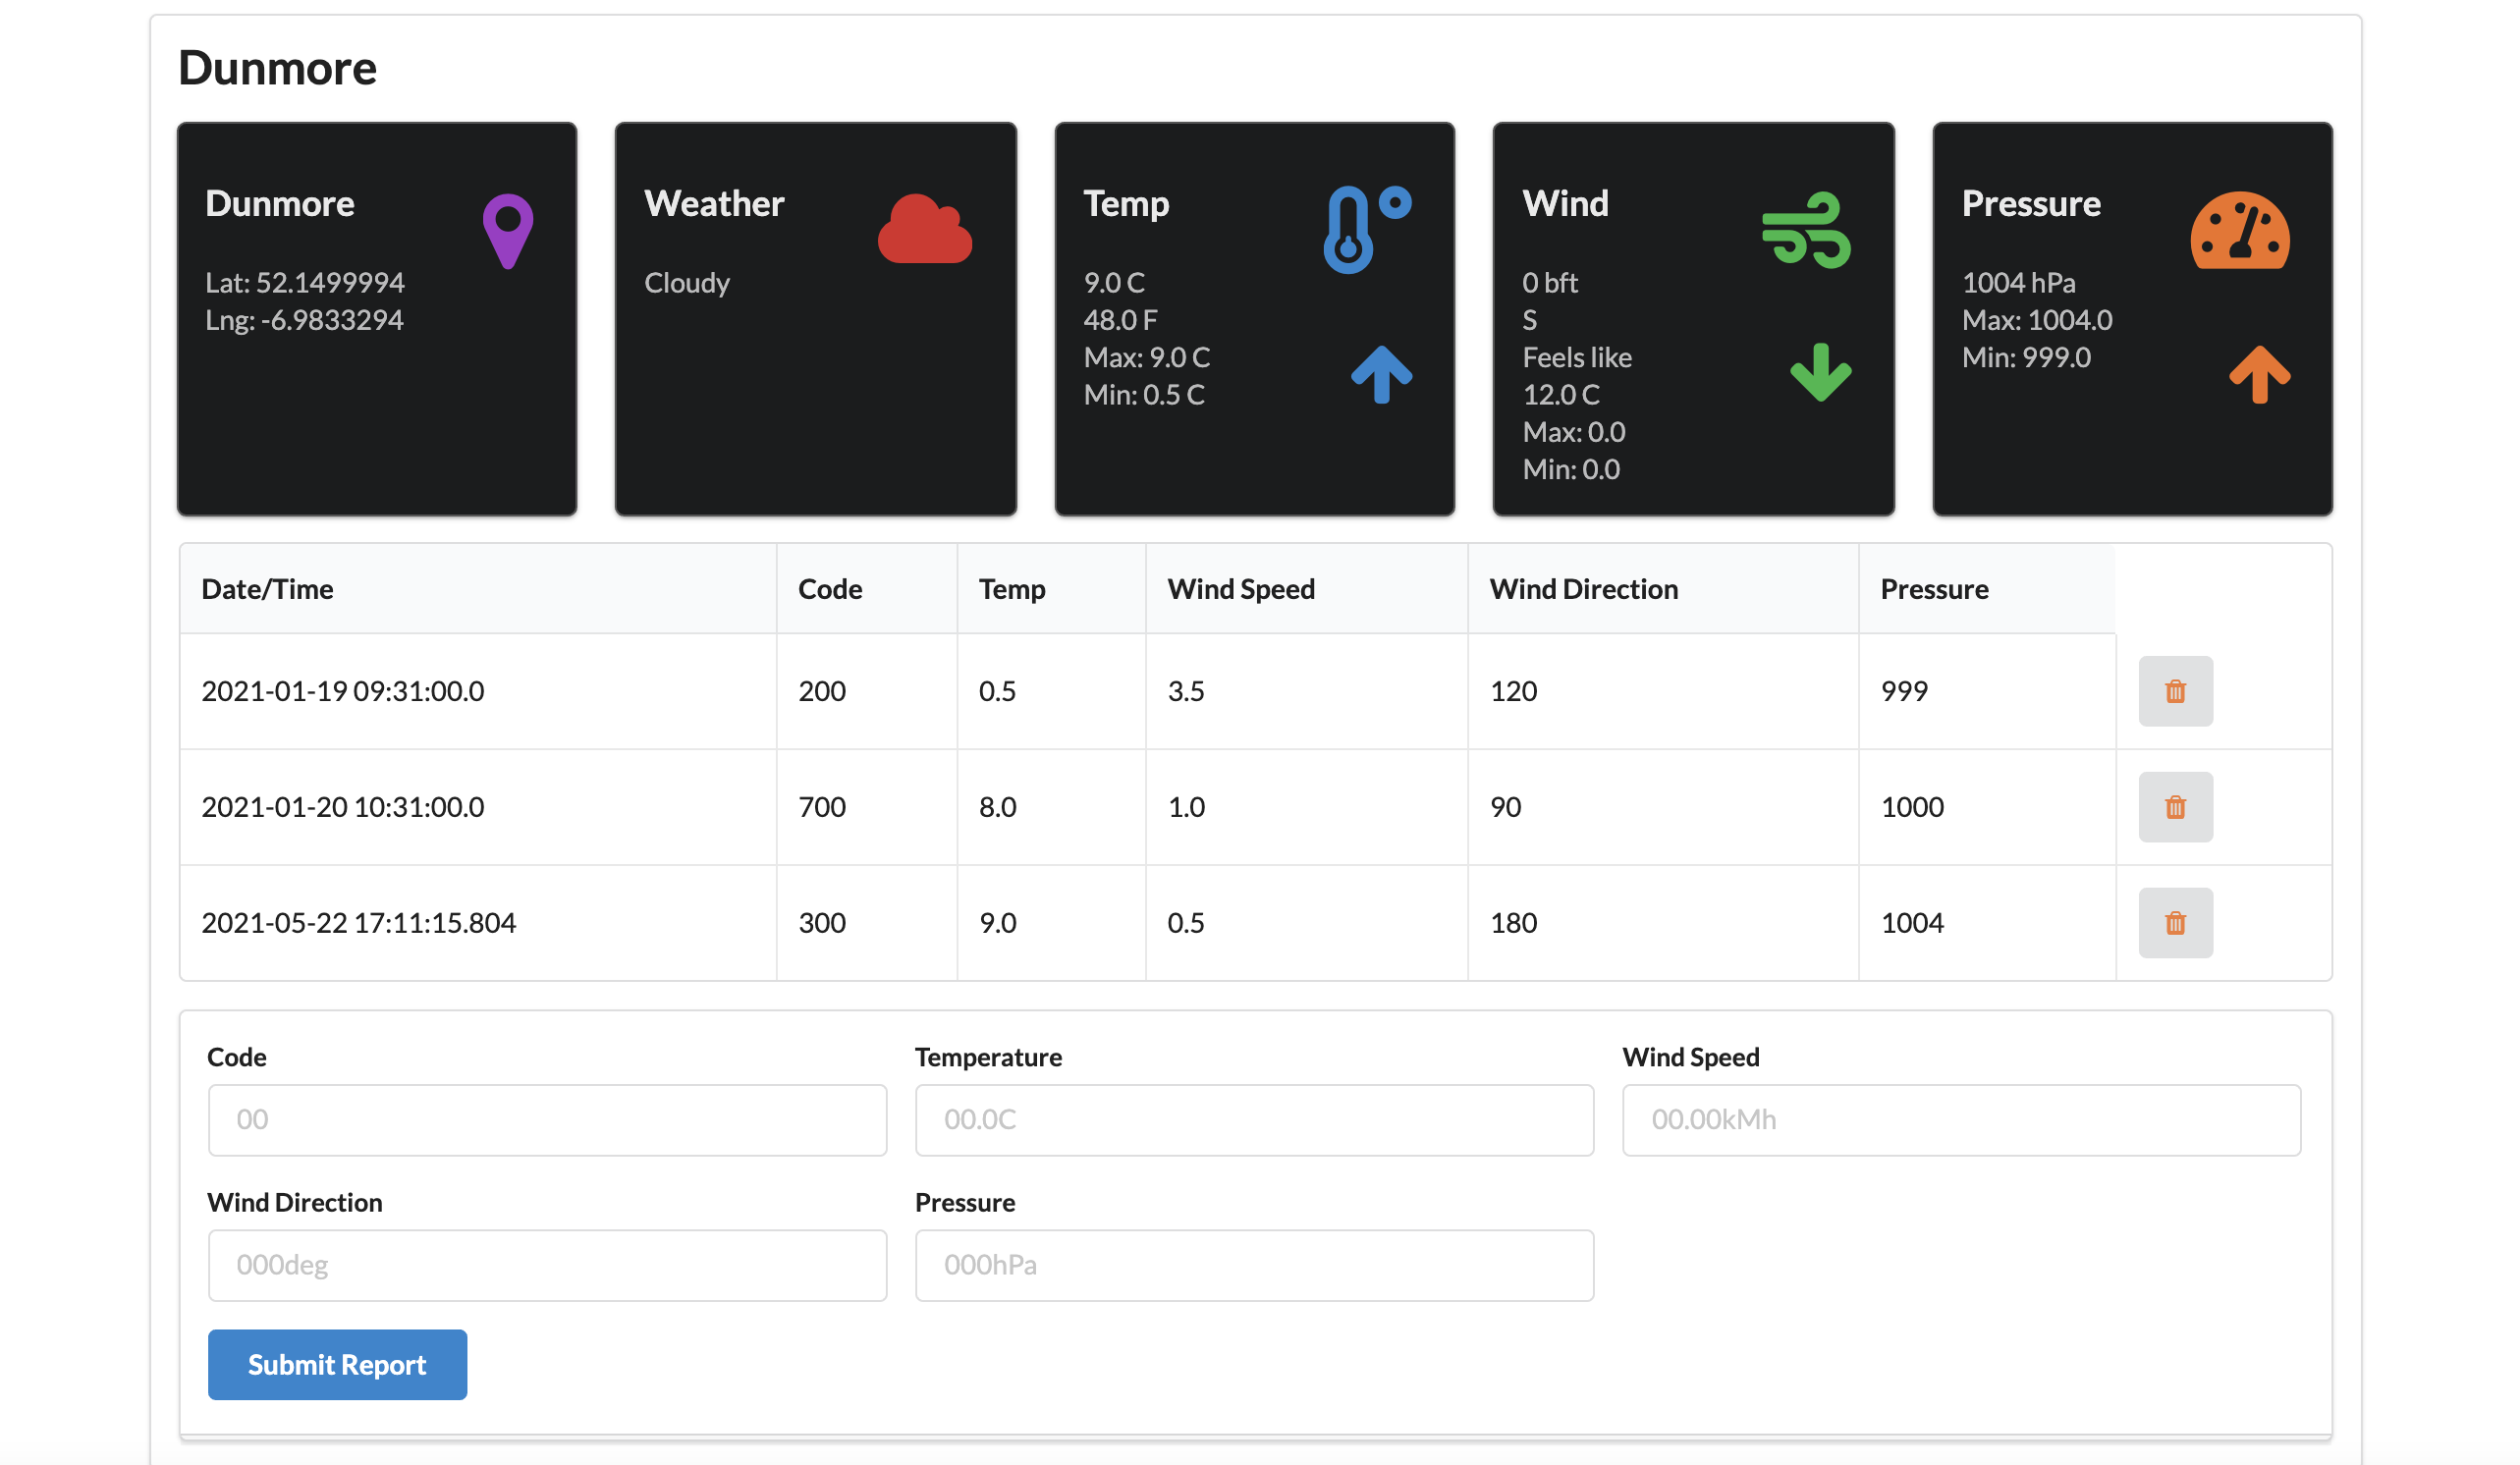 Dunmore
Dunmore
Lat: 52.1499994
Lng: -6.9833294
Weather
Cloudy
Temp
9.0 C
48.0 F
Max: 9.0 C
Min: 0.5 C
Wind
0 bft
S
Feels like
12.0 C
Max: 0.0
Min: 0.0
Pressure
1004 hPa
Max: 1004.0
Min: 999.0
Date/Time Code Temp Wind Speed Wind Direction Pressure
2021-01-19 09:31:00.0 200 0.5 3.5 120 999
2021-01-20 10:31:00.0 700 8.0 1.0 90 1000
2021-05-22 17:11:15.804 300 9.0 0.5 180 1004
Code Temperature Wind Speed
00 00.0C 00.00kMh
Wind Direction Pressure
000deg 000hPa
Submit Report